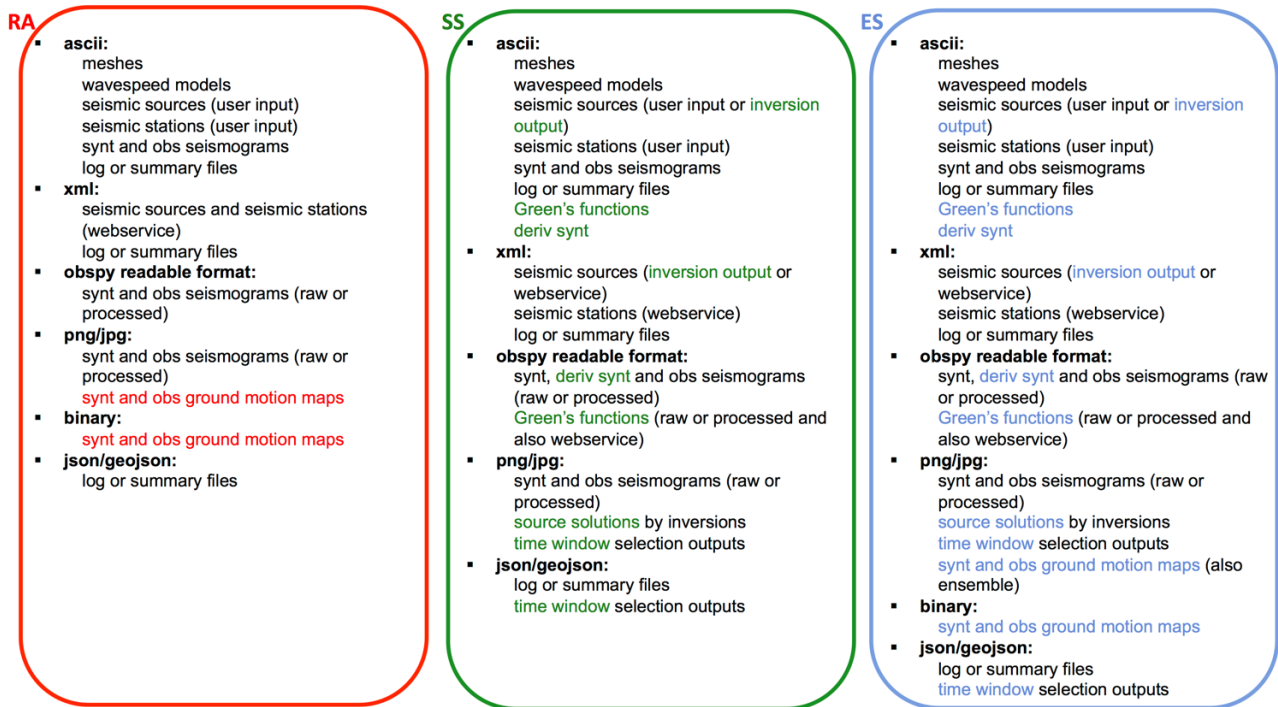 RA
▪ ascii:
meshes
wavespeed models
seismic sources (user input)
seismic stations (user input)
synt and obs seismograms
log or summary files
▪ xml:
seismic sources and seismic stations
(webservice)
log or summary files
▪ obspy readable format:
synt and obs seismograms (raw or
processed)
▪ png/jpg:
synt and obs seismograms (raw or
processed)
synt and obs ground motion maps
▪ binary:
synt and obs ground motion maps
▪ json/geojson:
log or summary files
SS
▪ ascii:
meshes
wavespeed models
seismic sources (user input or inversion
output)
seismic stations (user input)
synt and obs seismograms
log or summary files
Green's functions
deriv synt
▪ xml:
seismic sources (inversion output or
webservice)
seismic stations (webservice)
log or summary files
▪ obspy readable format:
synt, deriv synt and obs seismograms
(raw or processed)
Green's functions (raw or processed and
also webservice)
▪ png/jpg:
synt and obs seismograms (raw or
processed)
source solutions by inversions
time window selection outputs
▪ json/geojson:
log or summary files
time window selection outputs
ES
▪ ascii:
meshes
wavespeed models
seismic sources (user input or inversion
output)
seismic stations (user input)
synt and obs seismograms
log or summary files
Green's functions
deriv synt
▪ xml:
seismic sources (inversion output or
webservice)
seismic stations (webservice)
log or summary files
▪ obspy readable format:
synt, deriv synt and obs seismograms (raw
or processed)
Green's functions (raw or processed and
also webservice)
▪ png/jpg:
synt and obs seismograms (raw or
processed)
source solutions by inversions
time window selection outputs
synt and obs ground motion maps (also
ensemble)
▪ binary:
synt and obs ground motion maps
▪ json/geojson:
log or summary files
time window selection outputs